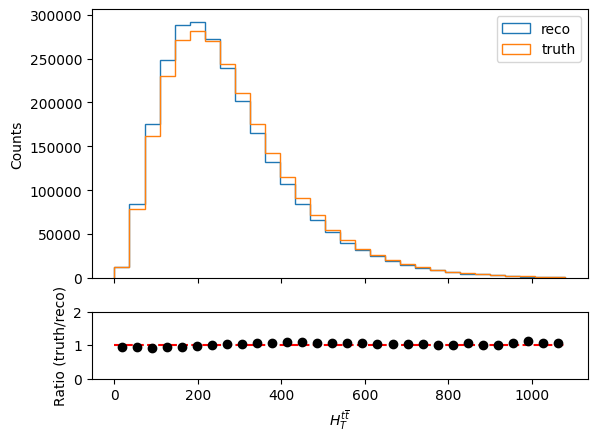 300000
250000
200000
150000
100000
50000
0
Counts
reco
truth
2
1
0
Ratio (truth/reco)
0 200 400 600 800 1000
$H_T^{t\bar{t}}$